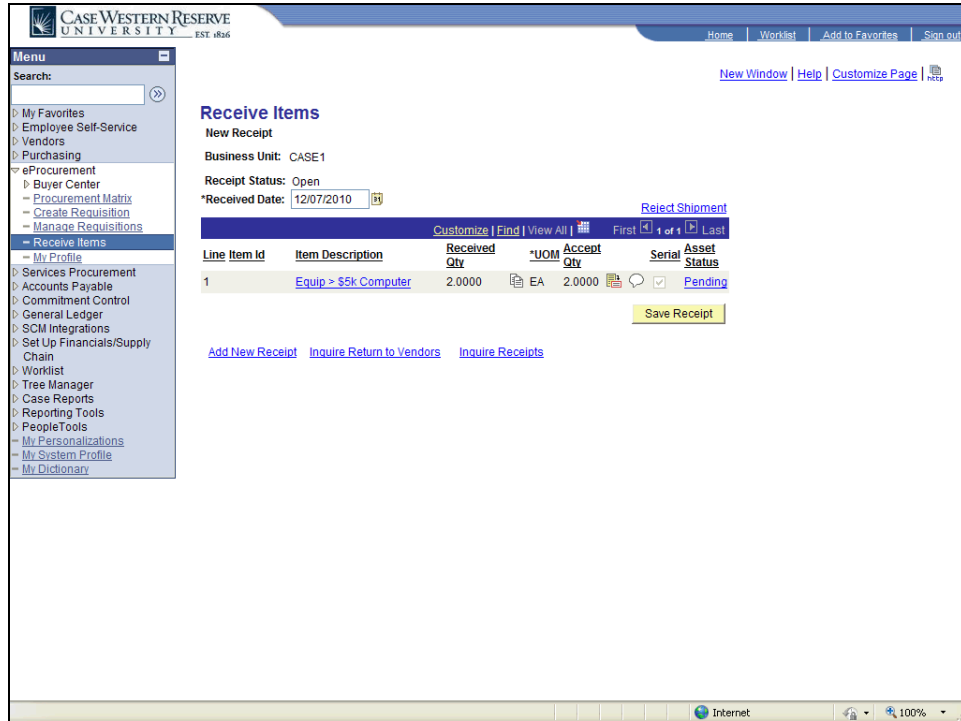 CASE WESTERN RESERVE
UNIVERSITY EST. 1826
Home Worklist Add to Favorites Sign out
Menu
Search:
New Window | Help | Customize Page | http
My Favorites
Employee Self-Service
Vendors
Purchasing
eProcurement
Buyer Center
Procurement Matrix
Create Requisition
Manage Requisitions
Receive Items
My Profile
Services Procurement
Accounts Payable
Commitment Control
General Ledger
SCM Integrations
Set Up Financials/Supply
Chain
Worklist
Tree Manager
Case Reports
Reporting Tools
PeopleTools
My Personalizations
My System Profile
My Dictionary
Receive Items
New Receipt
Business Unit: CASE1
Receipt Status: Open
*Received Date: 12/07/2010 31
Reject Shipment
Customize | Find | View All | First 1 of 1 Last
Line Item Id Item Description Received Qty *UOM Accept Qty Serial Asset Status
1 Equip > $5k Computer 2.0000 EA 2.0000 Pending
Save Receipt
Add New Receipt Inquire Return to Vendors Inquire Receipts
Internet 100%